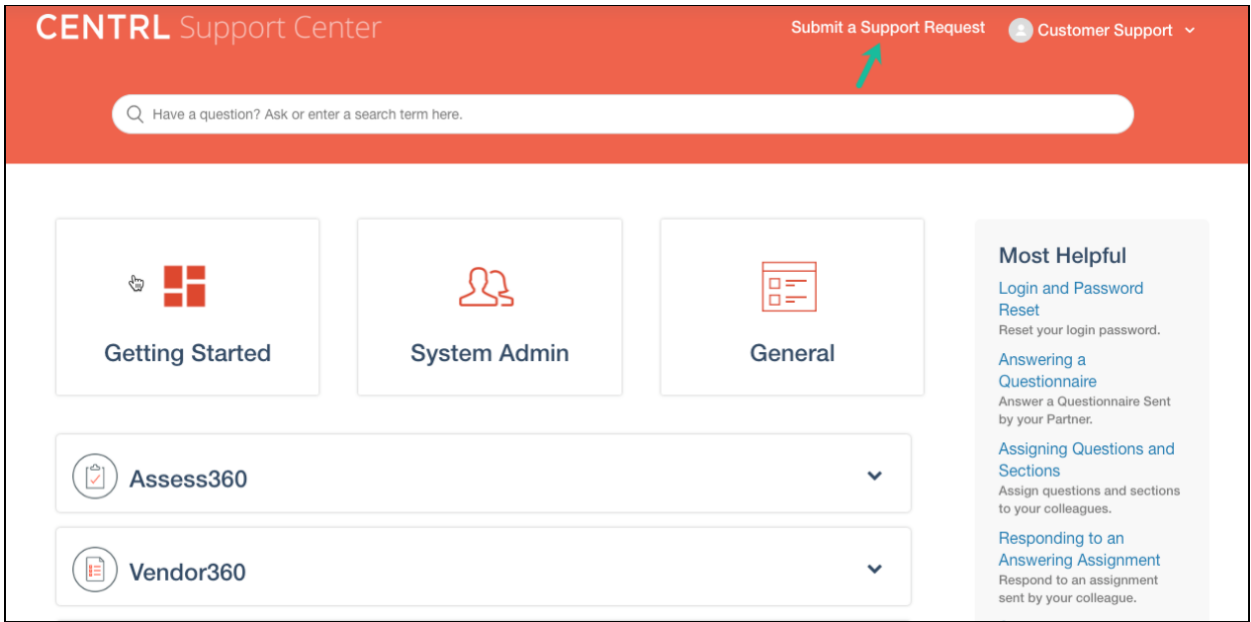 CENTRL Support Center
Submit a Support Request
Customer Support
Have a question? Ask or enter a search term here.
Getting Started
System Admin
General
Assess360
Vendor360
Most Helpful
Login and Password
Reset
Reset your login password.
Answering a
Questionnaire
Answer a Questionnaire Sent
by your Partner.
Assigning Questions and
Sections
Assign questions and sections
to your colleagues.
Responding to an
Answering Assignment
Respond to an assignment
sent by your colleague.